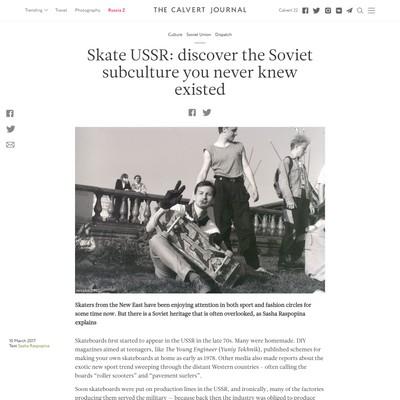 Trending Travel Photography Russia Z THE CALVERT JOURNAL Calvert 22
Culture Soviet Union Dispatch
Skate USSR: discover the Soviet
subculture you never knew
existed
Skaters from the New East have been enjoying attention in both sport and fashion circles for
some time now. But there is a Soviet heritage that is often overlooked, as Sasha Raspopina
explains
10 March 2017
Text Sasha Raspopina
Skateboards first started to appear in the USSR in the late 70s. Many were homemade. DIY
magazines aimed at teenagers, like The Young Engineer (Yuniy Tekhnik), published schemes for
making your own skateboards at home as early as 1978. Other media also made reports about the
exotic new sport trend sweeping through the distant Western countries – often calling the
boards "roller scooters" and "pavement surfers".
Soon skateboards were put on production lines in the USSR, and ironically, many of the factories
producing them served the military — because back then the industry was obliged to produce